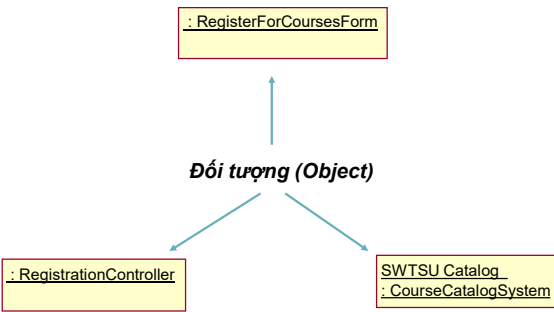 : RegisterForCoursesForm
Đối tượng (Object)
: RegistrationController
SWTSU Catalog
: CourseCatalogSystem